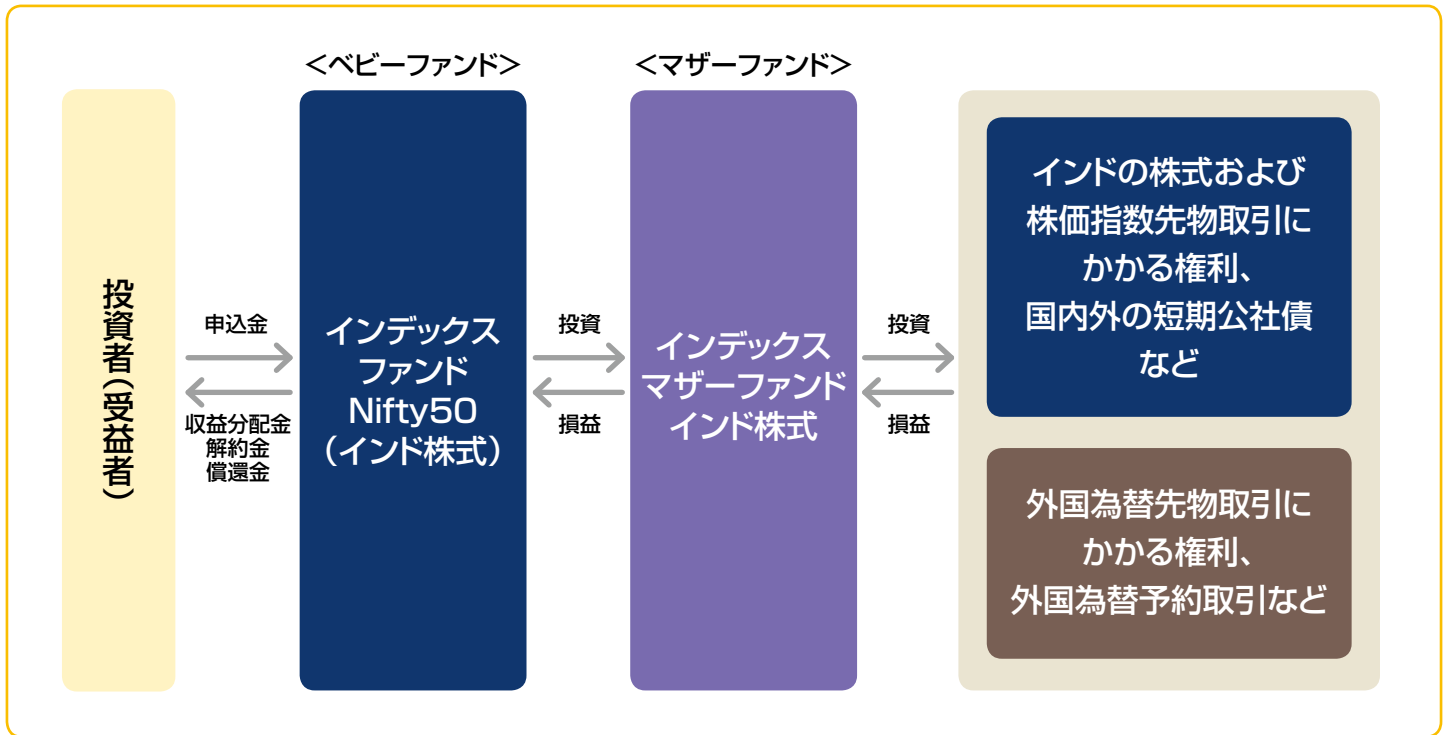 ＜ベビーファンド＞
＜マザーファンド＞
投資者（受益者）
申込金
収益分配金
解約金
償還金
インデックス
ファンド
Nifty50
（インド株式）
投資
損益
インデックス
マザーファンド
インド株式
投資
損益
インドの株式および
株価指数先物取引に
かかる権利、
国内外の短期公社債
など
外国為替先物取引に
かかる権利、
外国為替予約取引など